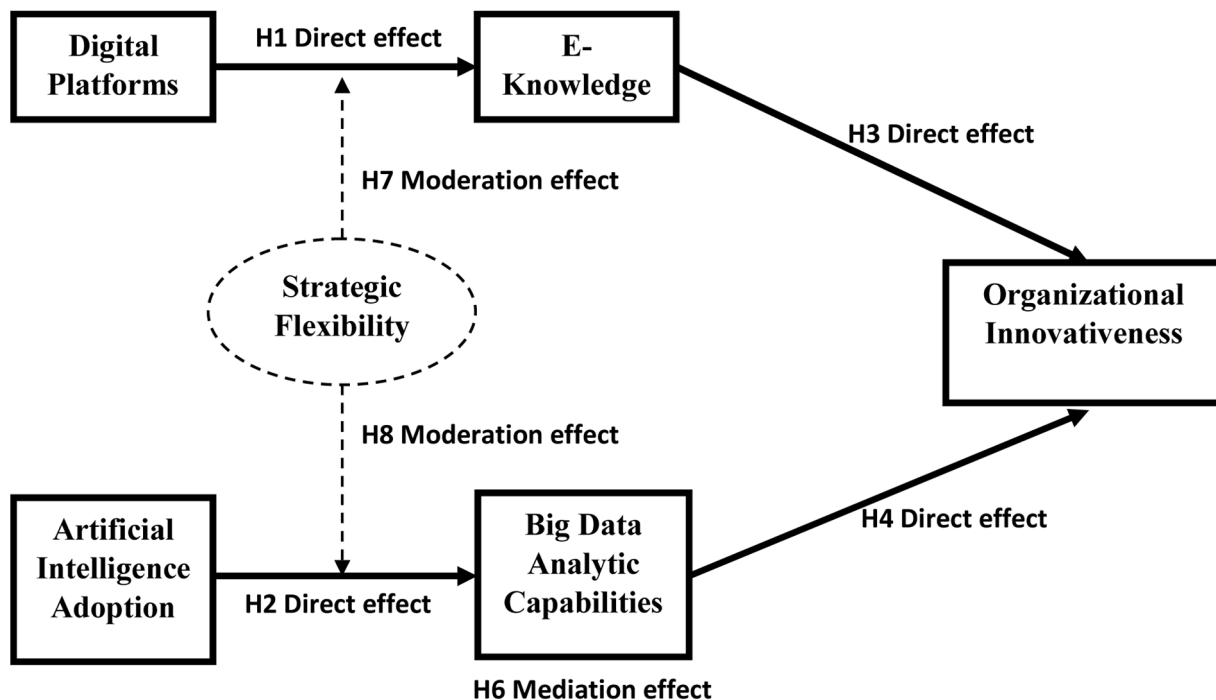 Digital
Platforms
H1 Direct effect
E-
Knowledge
H3 Direct effect
H7 Moderation effect
Strategic
Flexibility
Organizational
Innovativeness
H8 Moderation effect
Artificial
Intelligence
Adoption
H2 Direct effect
Big Data
Analytic
Capabilities
H4 Direct effect
H6 Mediation effect